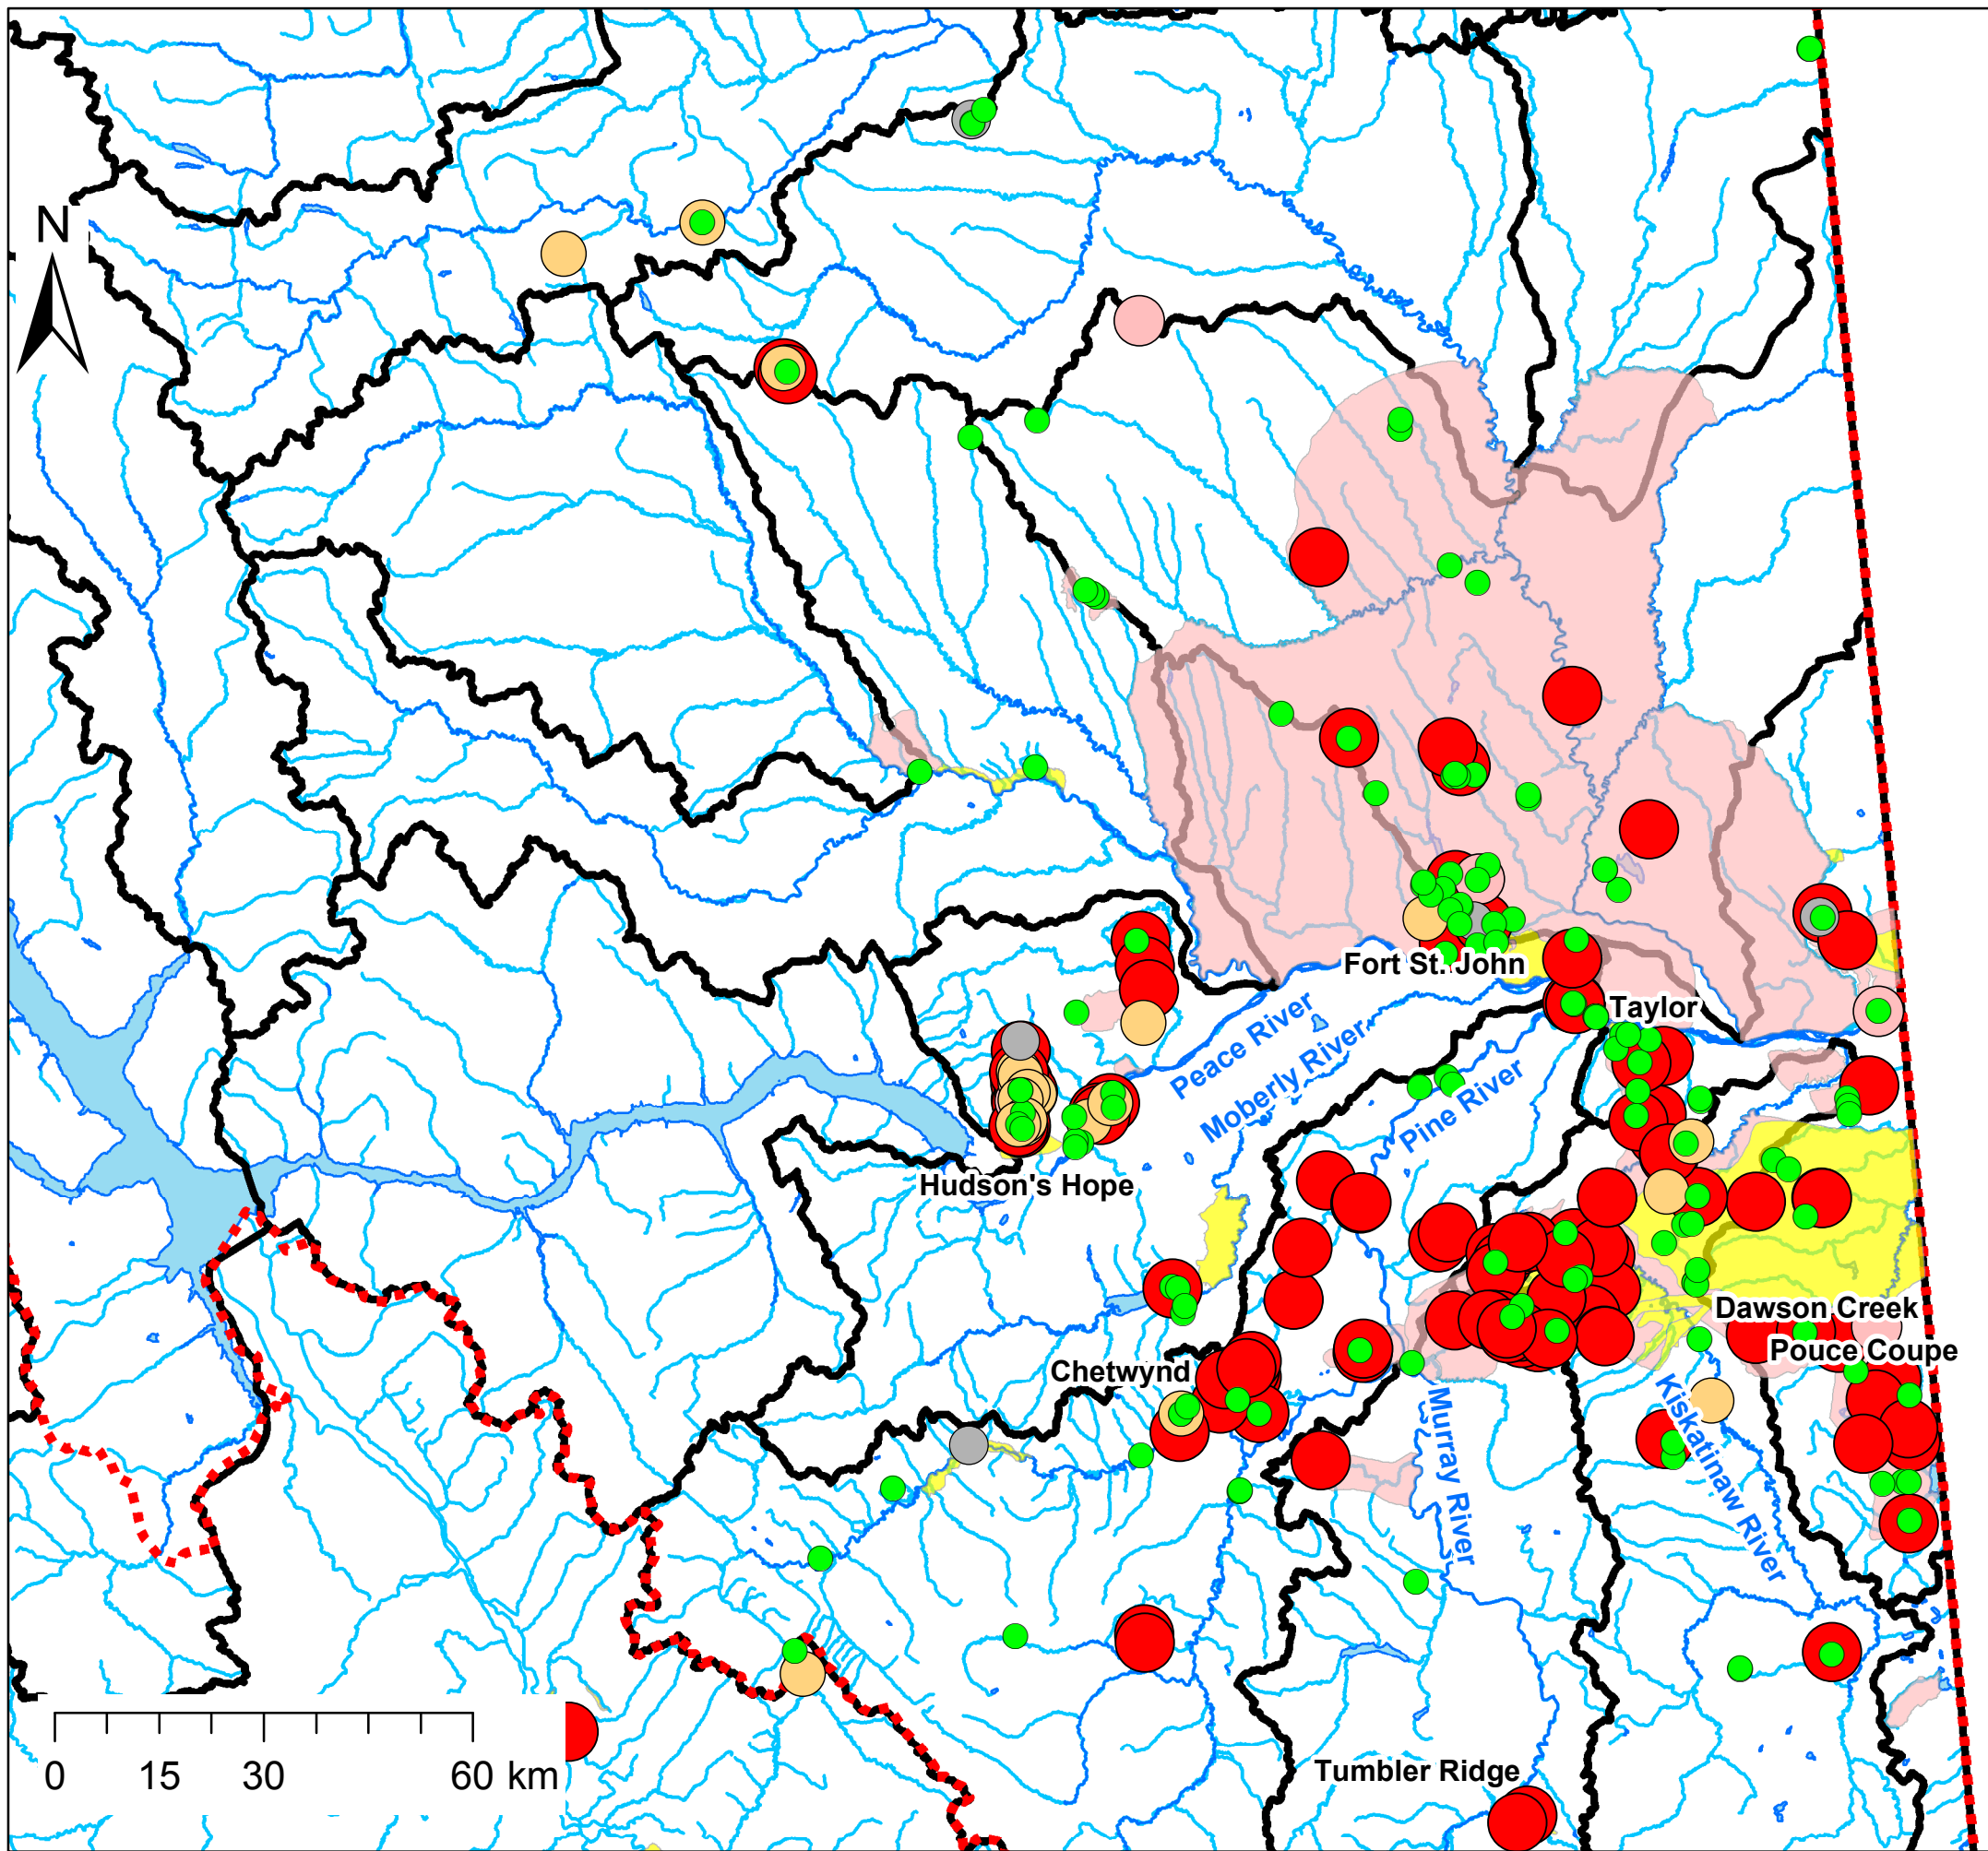 N
Fort St. John
Taylor
Peace River
Moberly River
Pine River
Hudson's Hope
Dawson Creek
Pouce Coupe
Chetwynd
Murray River
Kiskatinaw River
Tumbler Ridge
0 15 30 60 km